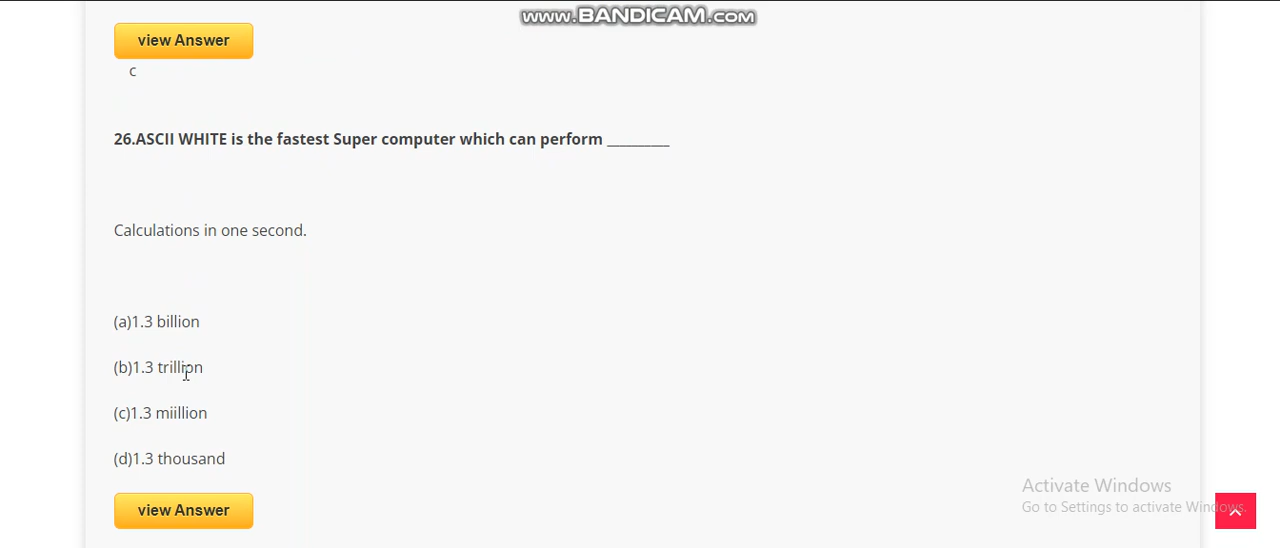 www.BANDICAM.com
view Answer
c
26.ASCII WHITE is the fastest Super computer which can perform __________
Calculations in one second.
(a)1.3 billion
(b)1.3 trillion
(c)1.3 miillion
(d)1.3 thousand
view Answer
Activate Windows
Go to Settings to activate Windows.